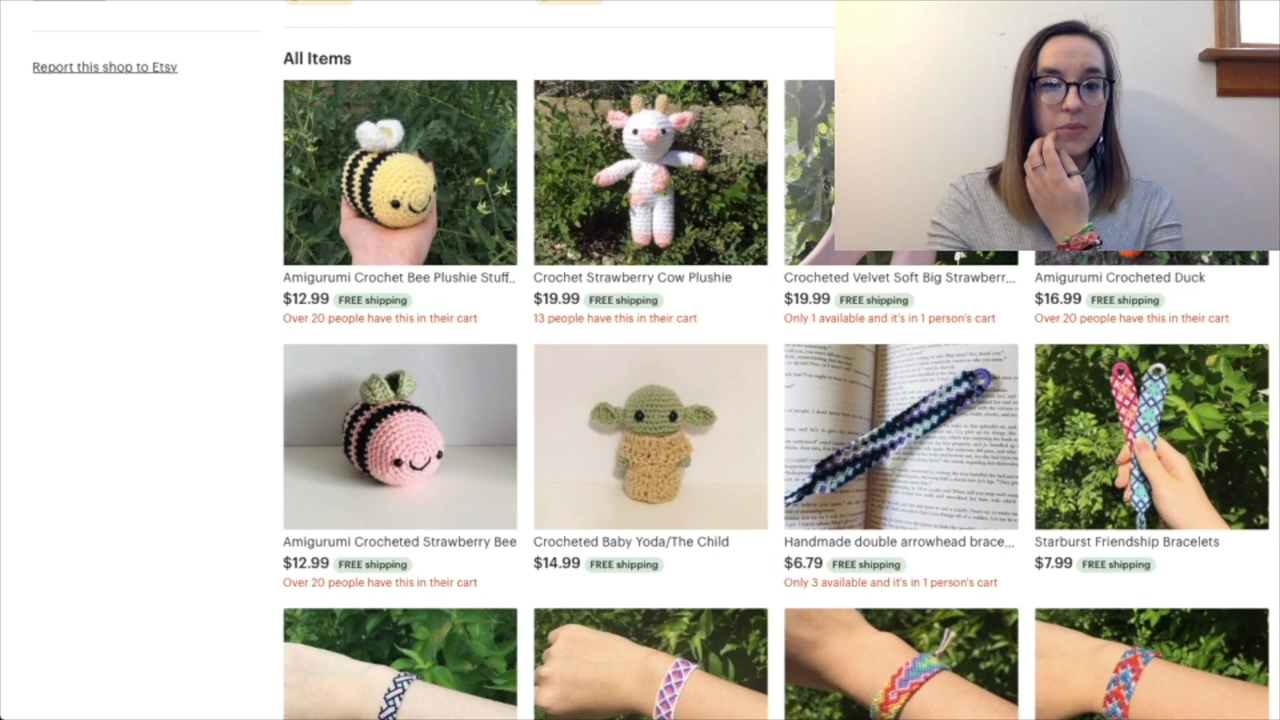 Report this shop to Etsy
All Items
Amigurumi Crochet Bee Plushie Stuff..
$12.99 FREE shipping
Over 20 people have this in their cart
Crochet Strawberry Cow Plushie
$19.99 FREE shipping
13 people have this in their cart
Crocheted Velvet Soft Big Strawberr...
$19.99 FREE shipping
Only 1 available and it's in 1 person's cart
Amigurumi Crocheted Duck
$16.99 FREE shipping
Over 20 people have this in their cart
Amigurumi Crocheted Strawberry Bee
$12.99 FREE shipping
Over 20 people have this in their cart
Crocheted Baby Yoda/The Child
$14.99 FREE shipping
Handmade double arrowhead brace...
$6.79 FREE shipping
Only 3 available and it's in 1 person's cart
Starburst Friendship Bracelets
$7.99 FREE shipping